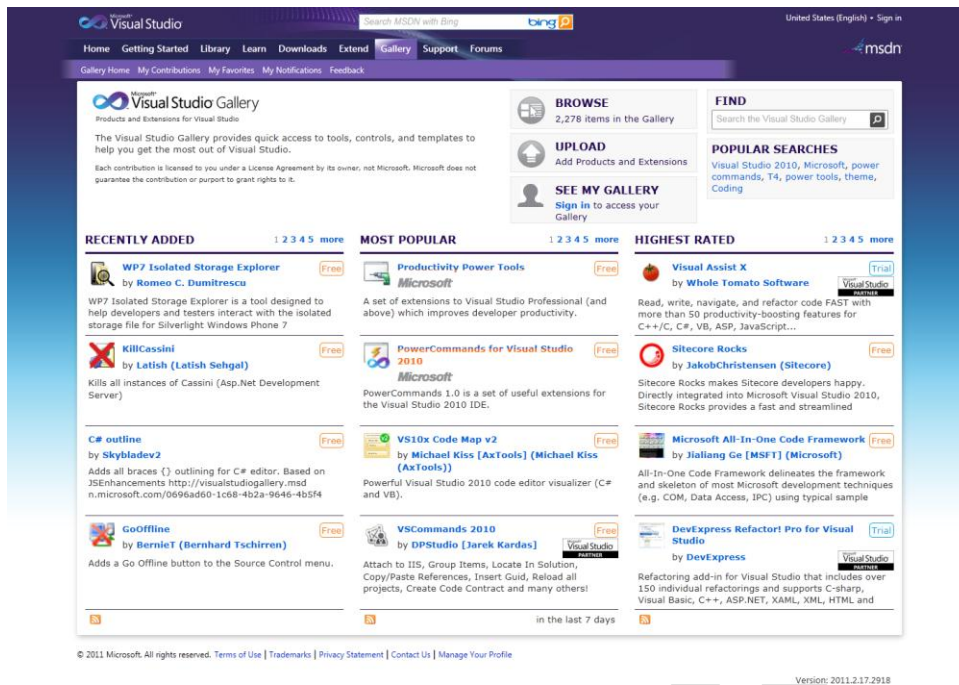 Microsoft®
Visual Studio
Search MSDN with Bing
bing
United States (English) • Sign in
Home Getting Started Library Learn Downloads Extend Gallery Support Forums
msdn
Gallery Home My Contributions My Favorites My Notifications Feedback
Microsoft®
Visual Studio Gallery
Products and Extensions for Visual Studio
The Visual Studio Gallery provides quick access to tools, controls, and templates to
help you get the most out of Visual Studio.
Each contribution is licensed to you under a License Agreement by its owner, not Microsoft. Microsoft does not
guarantee the contribution or purport to grant rights to it.
BROWSE
2,278 items in the Gallery
UPLOAD
Add Products and Extensions
SEE MY GALLERY
Sign in to access your
Gallery
FIND
Search the Visual Studio Gallery
POPULAR SEARCHES
Visual Studio 2010, Microsoft, power
commands, T4, power tools, theme,
Coding
RECENTLY ADDED 1 2 3 4 5 more
WP7 Isolated Storage Explorer Free
by Romeo C. Dumitrescu
WP7 Isolated Storage Explorer is a tool designed to
help developers and testers interact with the isolated
storage file for Silverlight Windows Phone 7
KillCassini Free
by Latish (Latish Sehgal)
Kills all instances of Cassini (Asp.Net Development
Server)
C# outline Free
by Skybladev2
Adds all braces {} outlining for C# editor. Based on
JSEnhancements http://visualstudiogallery.msd
n.microsoft.com/0696ad60-1c68-4b2a-9646-4b5f4
GoOffline Free
by BernieT (Bernhard Tschirren)
Adds a Go Offline button to the Source Control menu.
MOST POPULAR 1 2 3 4 5 more
Productivity Power Tools Free
Microsoft
A set of extensions to Visual Studio Professional (and
above) which improves developer productivity.
PowerCommands for Visual Studio Free
2010
Microsoft
PowerCommands 1.0 is a set of useful extensions for
the Visual Studio 2010 IDE.
VS10x Code Map v2 Free
by Michael Kiss [AxTools] (Michael Kiss
(AxTools))
Powerful Visual Studio 2010 code editor visualizer (C#
and VB).
VSCommands 2010 Free
by DPStudio [Jarek Kardas]
Visual Studio
PARTNER
Attach to IIS, Group Items, Locate In Solution,
Copy/Paste References, Insert Guid, Reload all
projects, Create Code Contract and many others!
in the last 7 days
HIGHEST RATED 1 2 3 4 5 more
Visual Assist X Trial
by Whole Tomato Software
Visual Studio
PARTNER
Read, write, navigate, and refactor code FAST with
more than 50 productivity-boosting features for
C++/C, C#, VB, ASP, JavaScript...
Sitecore Rocks Free
by JakobChristensen (Sitecore)
Sitecore Rocks makes Sitecore developers happy.
Directly integrated into Microsoft Visual Studio 2010,
Sitecore Rocks provides a fast and streamlined
Microsoft All-In-One Code Framework Free
by Jialiang Ge [MSFT] (Microsoft)
All-In-One Code Framework delineates the framework
and skeleton of most Microsoft development techniques
(e.g. COM, Data Access, IPC) using typical sample
DevExpress Refactor! Pro for Visual Trial
Studio
by DevExpress
Visual Studio
PARTNER
Refactoring add-in for Visual Studio that includes over
150 individual refactorings and supports C-sharp,
Visual Basic, C++, ASP.NET, XAML, XML, HTML and
© 2011 Microsoft. All rights reserved. Terms of Use | Trademarks | Privacy Statement | Contact Us | Manage Your Profile
Version: 2011.2.17.2918